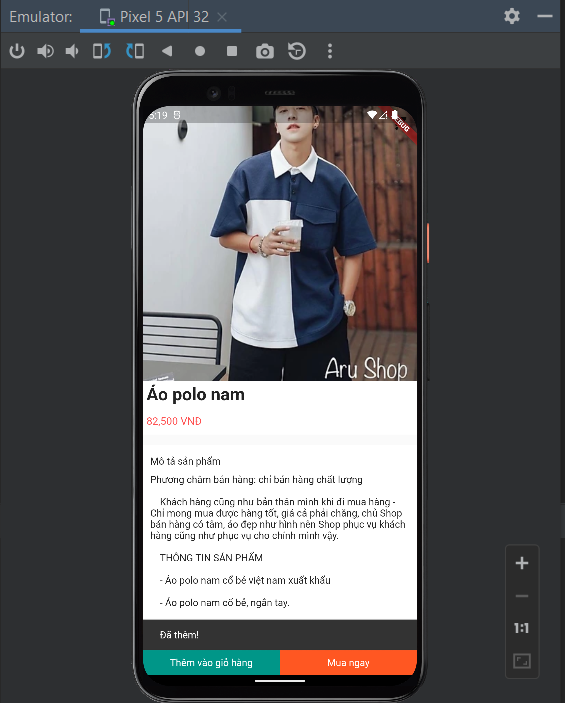 Emulator:
Pixel 5 API 32
5:19
DEBUG
Aru Shop
Áo polo nam
82,500 VNĐ
Mô tả sản phẩm
Phương châm bán hàng: chỉ bán hàng chất lượng.
Khách hàng cũng như bản thân mình khi đi mua hàng -
Chỉ mong mua được hàng tốt, giá cả phải chăng, chủ Shop
bán hàng có tâm, áo đẹp như hình nên Shop phục vụ khách
hàng cũng như phục vụ cho chính mình vậy.
THÔNG TIN SẢN PHẨM
- Áo polo nam cổ bẻ việt nam xuất khẩu
- Áo polo nam cổ bẻ, ngắn tay.
Đã thêm!
Thêm vào giỏ hàng
Mua ngay
1:1